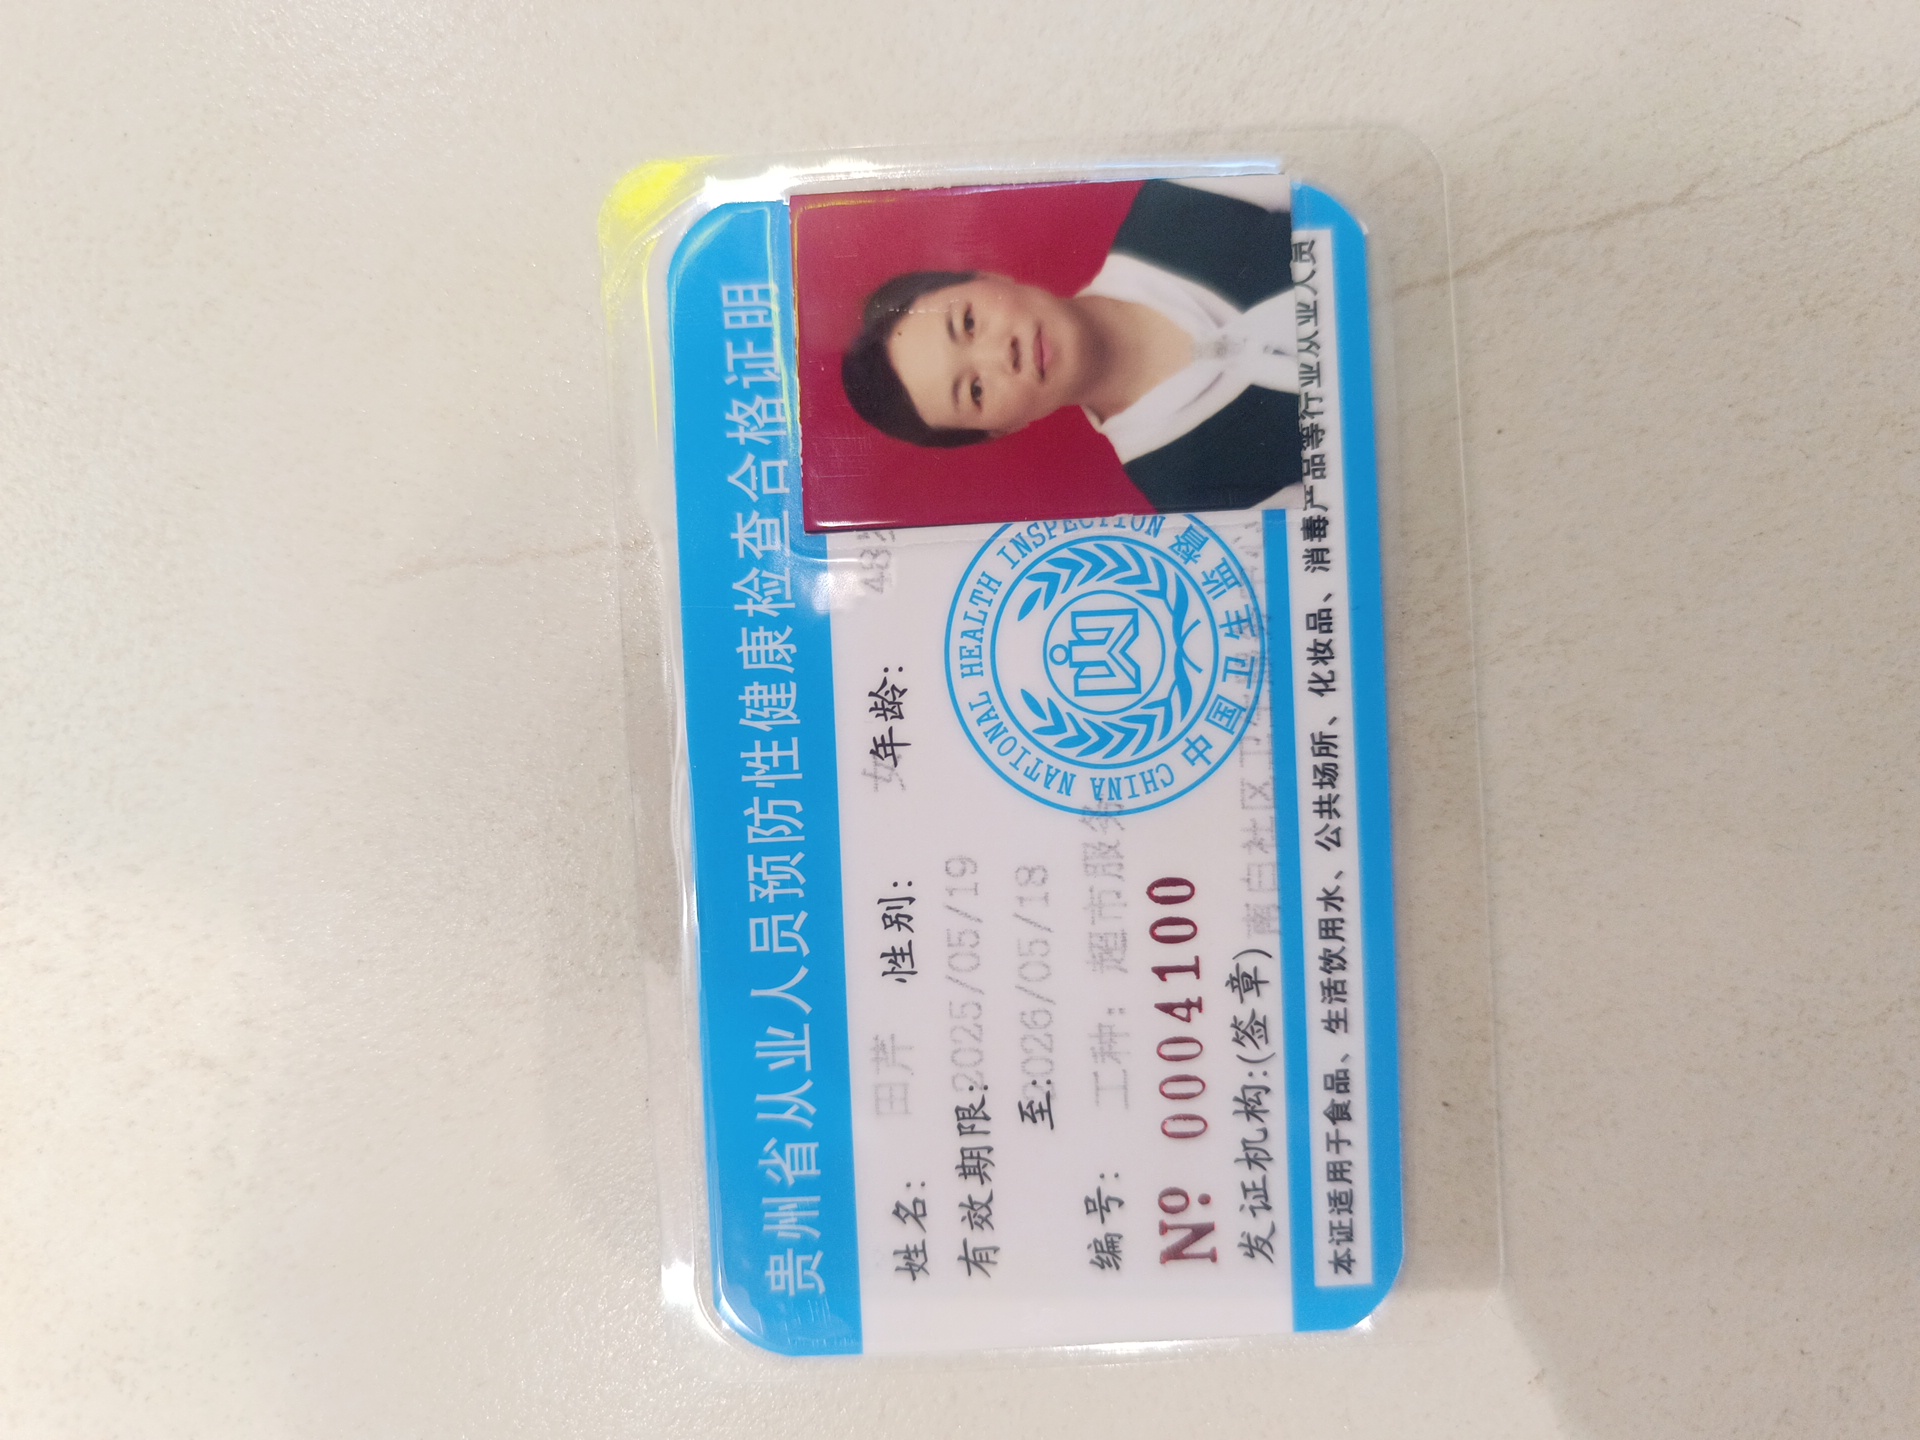 贵州省从业人员预防性健康检查合格证明
姓名: 田芹 性别: 女 年龄: 48
有效期限: 2025/05/19
至: 2026/05/18
编号: 工种: 超市服务
Nº 0004100
发证机构:(签章) 南白社区卫
CHINA NATIONAL HEALTH INSPECTION
中国卫生监督
本证适用于食品、生活饮用水、公共场所、化妆品、消毒产品等行业从业人员